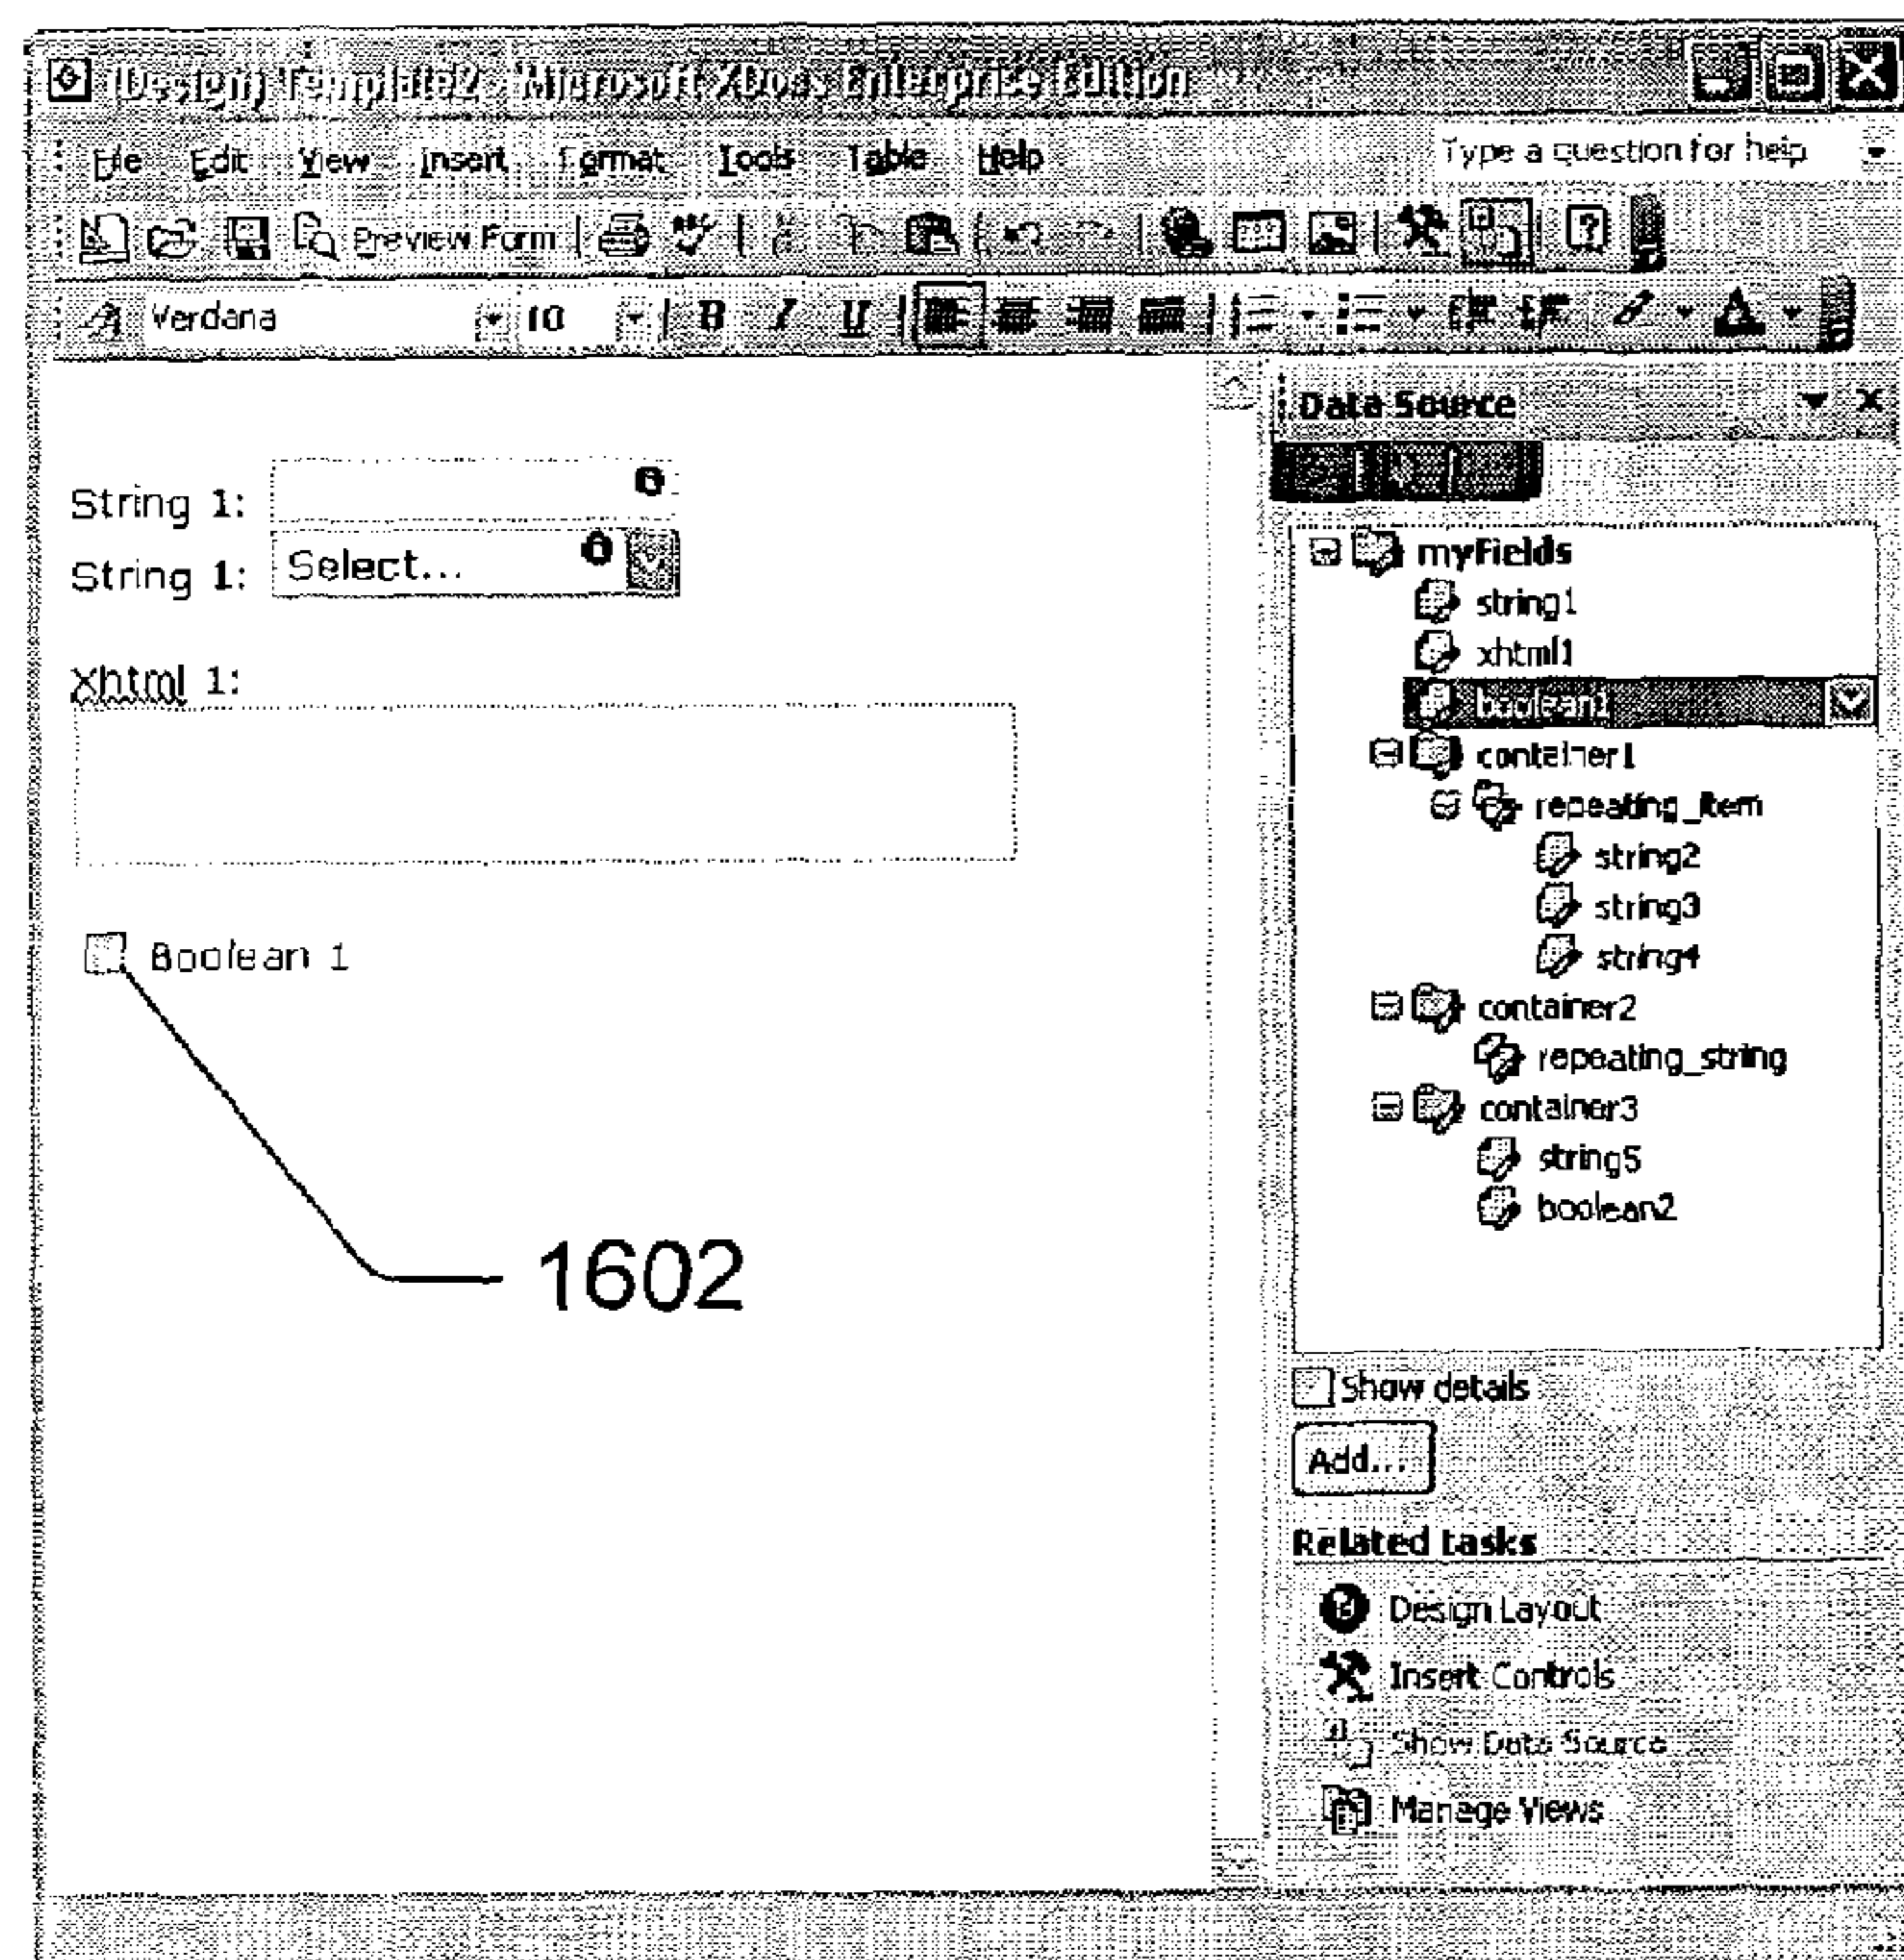 [Design] Template2 - Microsoft XDocs Enterprise Edition
File Edit View Insert Format Tools Table Help
Type a question for help
Preview Form
Verdana 10 B I U A
String 1:
String 1: Select...
Xhtml 1:
Boolean 1
1602
Data Source
myFields
string1
xhtml1
boolean1
container1
repeating_item
string2
string3
string4
container2
repeating_string
container3
string5
boolean2
Show details
Add...
Related tasks
Design Layout
Insert Controls
Show Data Source
Manage Views